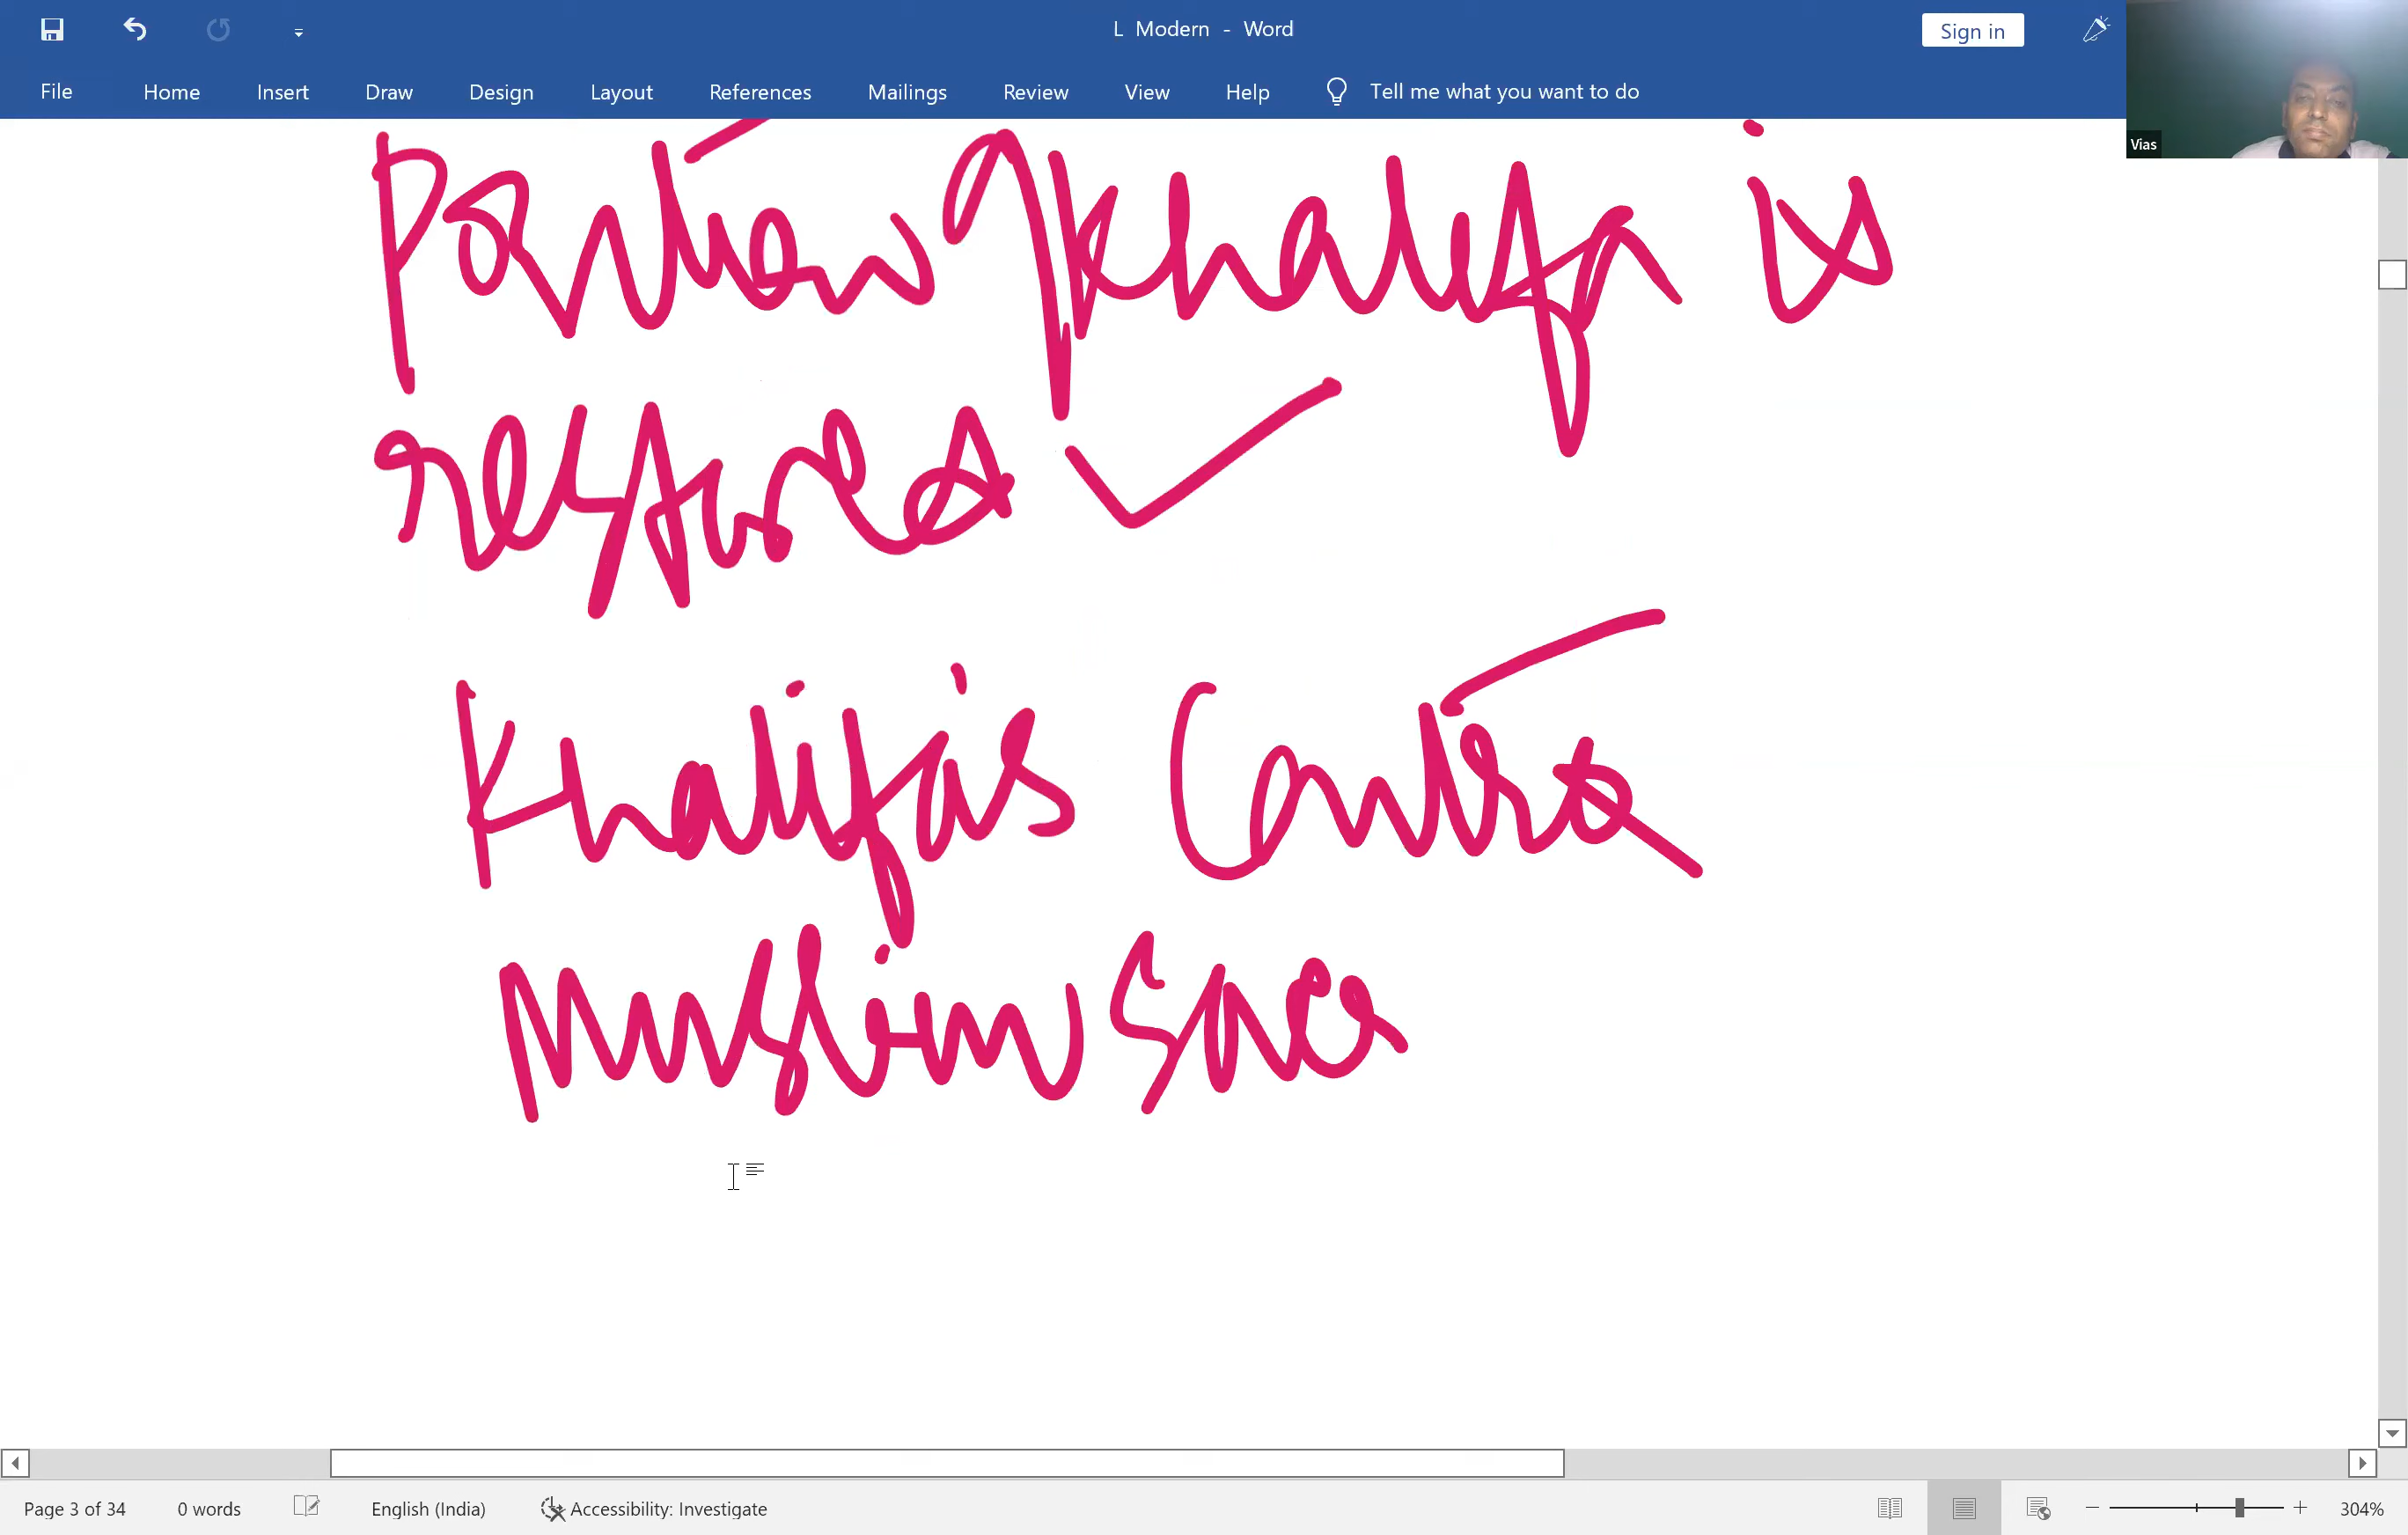 L Modern - Word
Sign in
File Home Insert Draw Design Layout References Mailings Review View Help Tell me what you want to do
Vias
Position of Khalifa is
restored
Khalifa's Control
Muslim
Page 3 of 34 0 words English (India) Accessibility: Investigate 304%